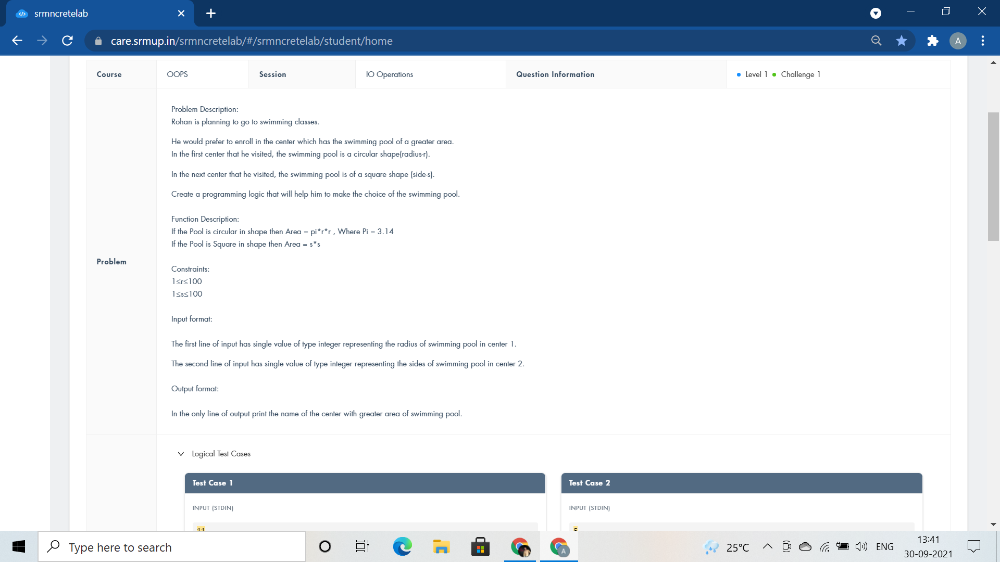 srmncretelab
care.srmup.in/srmncretelab/#/srmncretelab/student/home
A
Course OOPS Session IO Operations Question Information Level 1 Challenge 1
Problem
Problem Description:
Rohan is planning to go to swimming classes.
He would prefer to enroll in the center which has the swimming pool of a greater area.
In the first center that he visited, the swimming pool is a circular shape(radius-r).
In the next center that he visited, the swimming pool is of a square shape (side-s).
Create a programming logic that will help him to make the choice of the swimming pool.
Function Description:
If the Pool is circular in shape then Area = pi*r*r , Where Pi = 3.14
If the Pool is Square in shape then Area = s*s
Constraints:
1≤r≤100
1≤s≤100
Input format:
The first line of input has single value of type integer representing the radius of swimming pool in center 1.
The second line of input has single value of type integer representing the sides of swimming pool in center 2.
Output format:
In the only line of output print the name of the center with greater area of swimming pool.
Logical Test Cases
Test Case 1
INPUT (STDIN)
11
Test Case 2
INPUT (STDIN)
5
Type here to search
A
25°C
ENG
13:41
30-09-2021